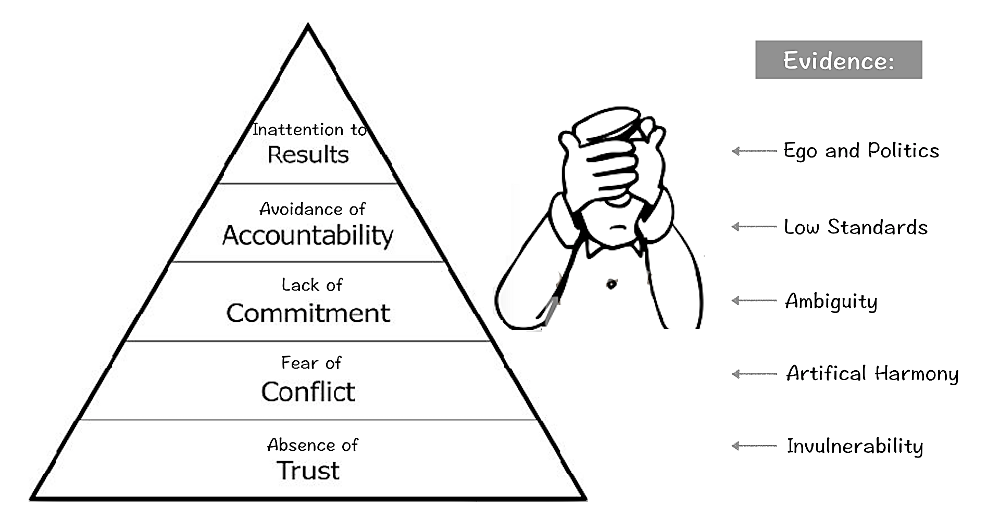 Evidence:
Inattention to
Results
Ego and Politics
Avoidance of
Accountability
Low Standards
Lack of
Commitment
Ambiguity
Fear of
Conflict
Artifical Harmony
Absence of
Trust
Invulnerability